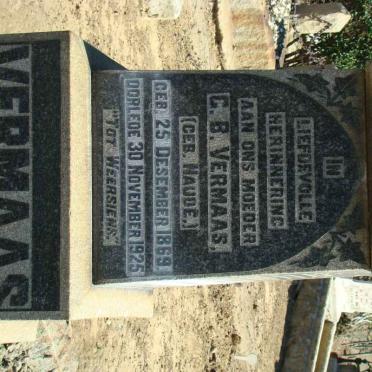 IN
LIEFDEVOLLE
HERINNERING
AAN ONS MOEDER
C. B. VERMAAS,
(GEB. NAUDE,)
GEB. 25 DESEMBER 1869.
OORLEDE 30 NOVEMBER 1925.
"TOT WEERSIENS."
VERMAAS